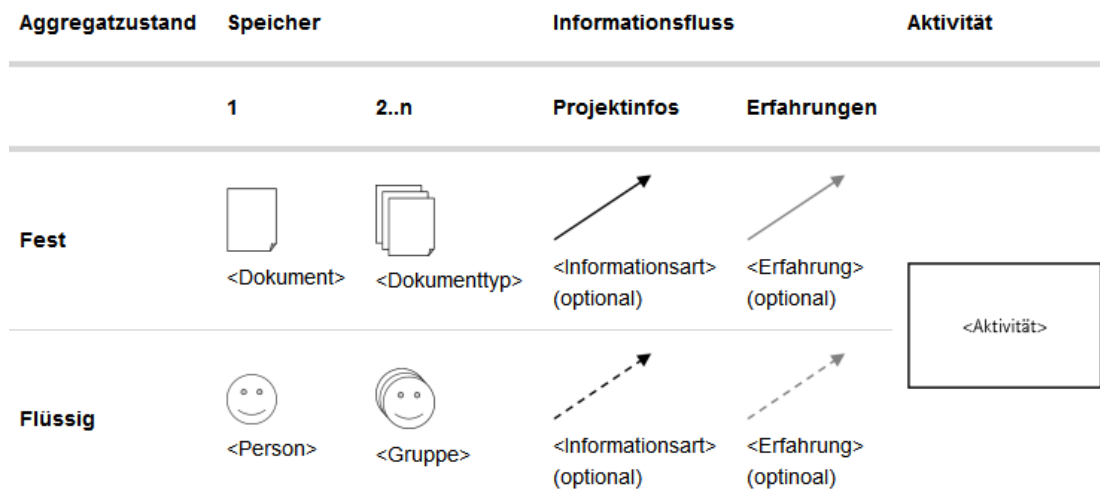 Aggregatzustand Speicher Informationsfluss Aktivität
1 2..n Projektinfos Erfahrungen
Fest
<Dokument> <Dokumenttyp> <Informationsart> <Erfahrung>
(optional) (optional)
<Aktivität>
Flüssig
<Person> <Gruppe> <Informationsart> <Erfahrung>
(optional) (optinoal)